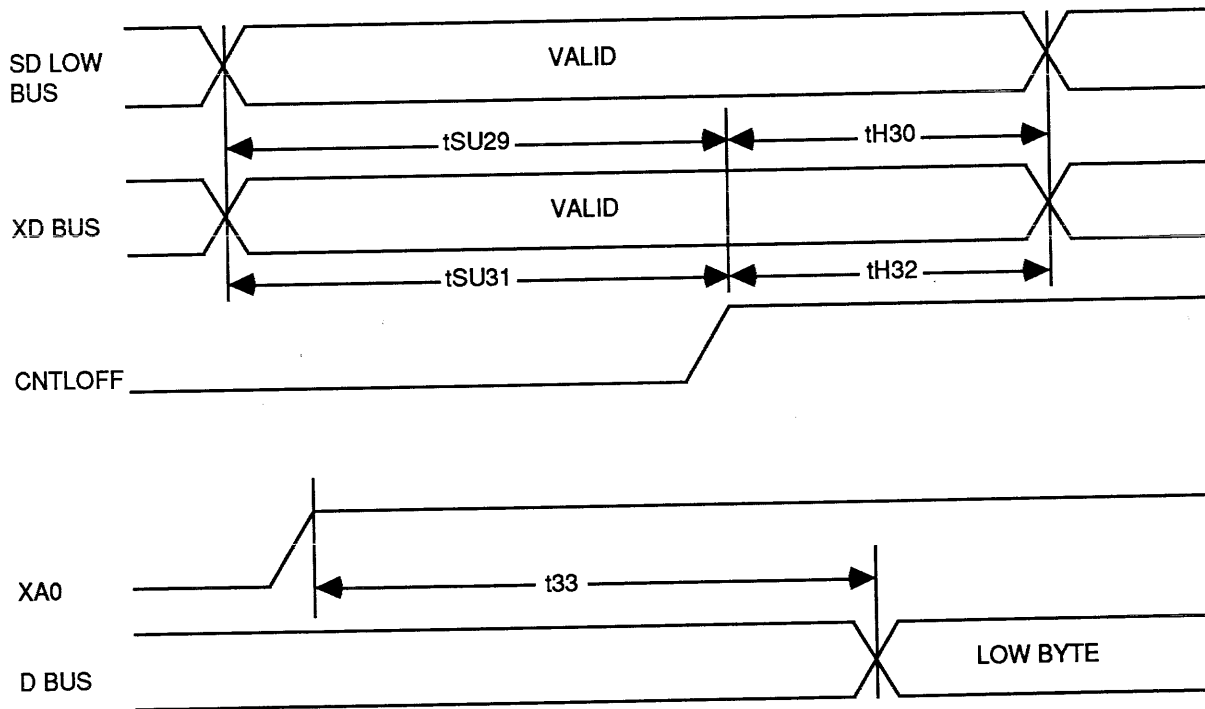 SD LOW
BUS
VALID
tSU29
tH30
XD BUS
VALID
tSU31
tH32
CNTLOFF
XA0
t33
D BUS
LOW BYTE